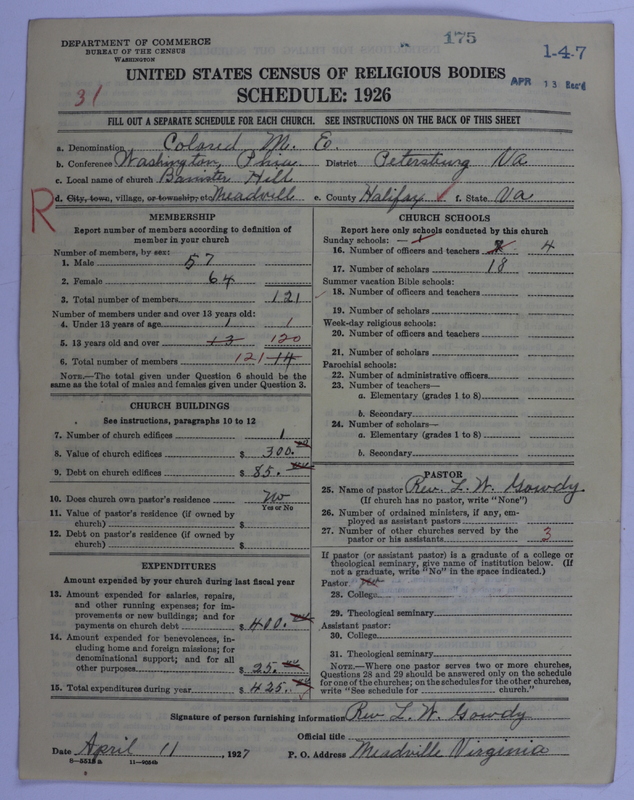 DEPARTMENT OF COMMERCE
BUREAU OF THE CENSUS
WASHINGTON
175
1-4-7
APR 13 Rec'd
31
UNITED STATES CENSUS OF RELIGIOUS BODIES
SCHEDULE: 1926
FILL OUT A SEPARATE SCHEDULE FOR EACH CHURCH. SEE INSTRUCTIONS ON THE BACK OF THIS SHEET
a. Denomination Colored M. E.
b. Conference Washington, Phia District Petersburg Va
c. Local name of church Banister Hill
R
d. City, town, village, or township, etc Meadvill e. County Halifax f. State Va
MEMBERSHIP
Report number of members according to definition of
member in your church
Number of members, by sex:
1. Male 57
2. Female 64
3. Total number of members 121
Number of members under and over 13 years old:
4. Under 13 years of age 1 1
5. 13 years old and over 13 120
6. Total number of members 121 14
NOTE.—The total given under Question 6 should be the
same as the total of males and females given under Question 3.
CHURCH BUILDINGS
See instructions, paragraphs 10 to 12
7. Number of church edifices 1
8. Value of church edifices $ 300.
9. Debt on church edifices $ 85.
10. Does church own pastor's residence No
Yes or No
11. Value of pastor's residence (if owned by
church) $
12. Debt on pastor's residence (if owned by
church) $
EXPENDITURES
Amount expended by your church during last fiscal year
13. Amount expended for salaries, repairs,
and other running expenses; for im-
provements or new buildings; and for
payments on church debt $ 400.
14. Amount expended for benevolences, in-
cluding home and foreign missions; for
denominational support; and for all
other purposes $ 25.
15. Total expenditures during year $ 425.
CHURCH SCHOOLS
Report here only schools conducted by this church
Sunday schools: — 1
16. Number of officers and teachers 4
17. Number of scholars 18
Summer vacation Bible schools:
18. Number of officers and teachers
19. Number of scholars
Week-day religious schools:
20. Number of officers and teachers
21. Number of scholars
Parochial schools:
22. Number of administrative officers
23. Number of teachers—
a. Elementary (grades 1 to 8)
b. Secondary
24. Number of scholars—
a. Elementary (grades 1 to 8)
b. Secondary
PASTOR
25. Name of pastor Rev. L. W. Gowdy
(If church has no pastor, write "None")
26. Number of ordained ministers, if any, em-
ployed as assistant pastors
27. Number of other churches served by the
pastor or his assistants 3
If pastor (or assistant pastor) is a graduate of a college or
theological seminary, give name of institution below. (If
not a graduate, write "No" in the space indicated.)
Pastor:
28. College
29. Theological seminary
Assistant pastor:
30. College
31. Theological seminary
NOTE.—Where one pastor serves two or more churches,
Questions 28 and 29 should be answered only on the schedule
for one of the churches; on the schedules for the other churches,
write "See schedule for church."
Signature of person furnishing information Rev L. W. Gowdy
Official title
Date April 11, 1927 P. O. Address Meadville Virginia
8—5518a 11—9054b